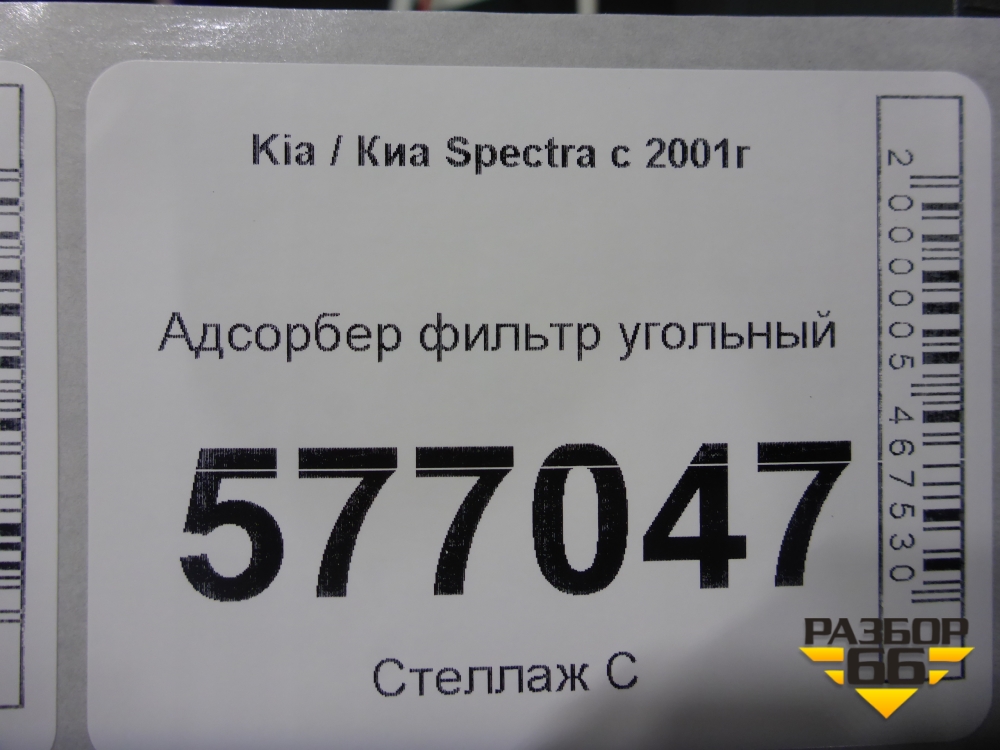 Kia / Киа Spectra с 2001г
Адсорбер фильтр угольный
577047
Стеллаж С
2000005467530
РАЗБОР
66